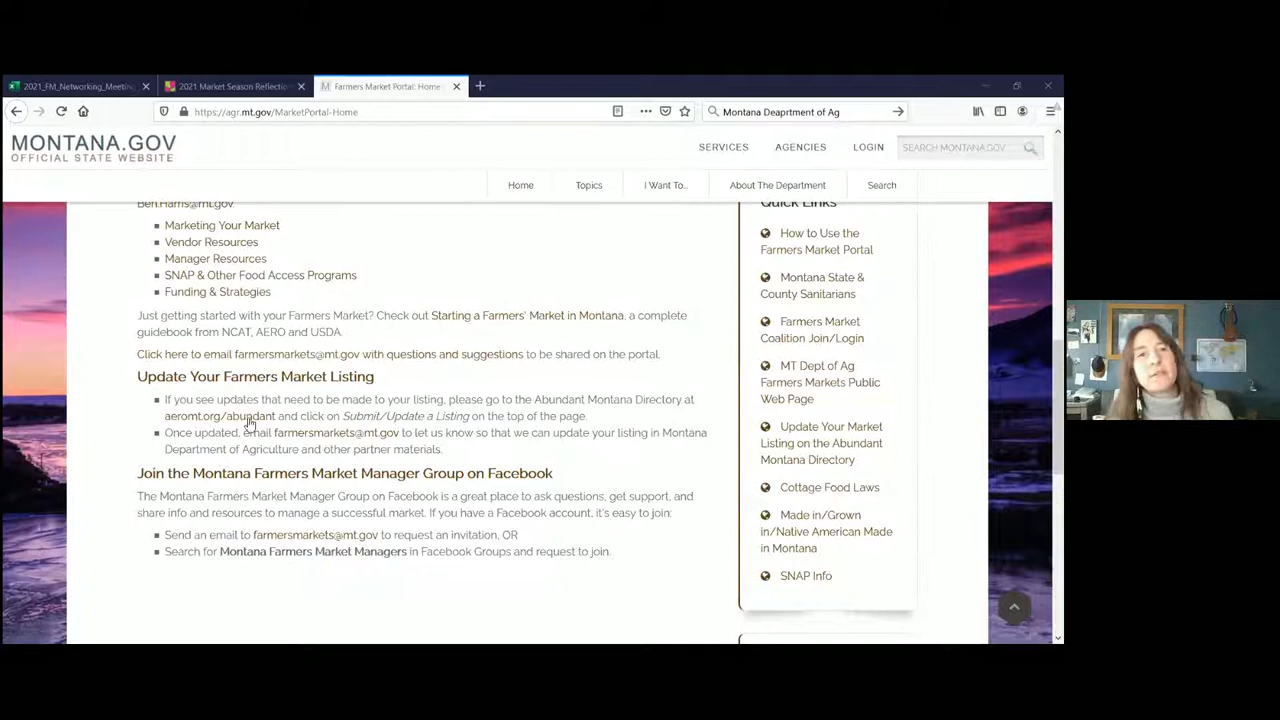 2021_FM_Networking_Meeting
2021 Market Season Reflectio
Farmers Market Portal: Home
https://agr.mt.gov/MarketPortal-Home
Montana Deaprtment of Ag
MONTANA.GOV
OFFICIAL STATE WEBSITE
SERVICES
AGENCIES
LOGIN
SEARCH MONTANA.GOV
Home
Topics
I Want To...
About The Department
Search
Ben.Harris@mt.gov.
Marketing Your Market
Vendor Resources
Manager Resources
SNAP & Other Food Access Programs
Funding & Strategies
Just getting started with your Farmers Market? Check out Starting a Farmers' Market in Montana, a complete
guidebook from NCAT, AERO and USDA.
Click here to email farmersmarkets@mt.gov with questions and suggestions to be shared on the portal.
Update Your Farmers Market Listing
If you see updates that need to be made to your listing, please go to the Abundant Montana Directory at
aeromt.org/abundant and click on Submit/Update a Listing on the top of the page.
Once updated, email farmersmarkets@mt.gov to let us know so that we can update your listing in Montana
Department of Agriculture and other partner materials.
Join the Montana Farmers Market Manager Group on Facebook
The Montana Farmers Market Manager Group on Facebook is a great place to ask questions, get support, and
share info and resources to manage a successful market. If you have a Facebook account, it's easy to join:
Send an email to farmersmarkets@mt.gov to request an invitation, OR
Search for Montana Farmers Market Managers in Facebook Groups and request to join.
Quick Links
How to Use the
Farmers Market Portal
Montana State &
County Sanitarians
Farmers Market
Coalition Join/Login
MT Dept of Ag
Farmers Markets Public
Web Page
Update Your Market
Listing on the Abundant
Montana Directory
Cottage Food Laws
Made in/Grown
in/Native American Made
in Montana
SNAP Info